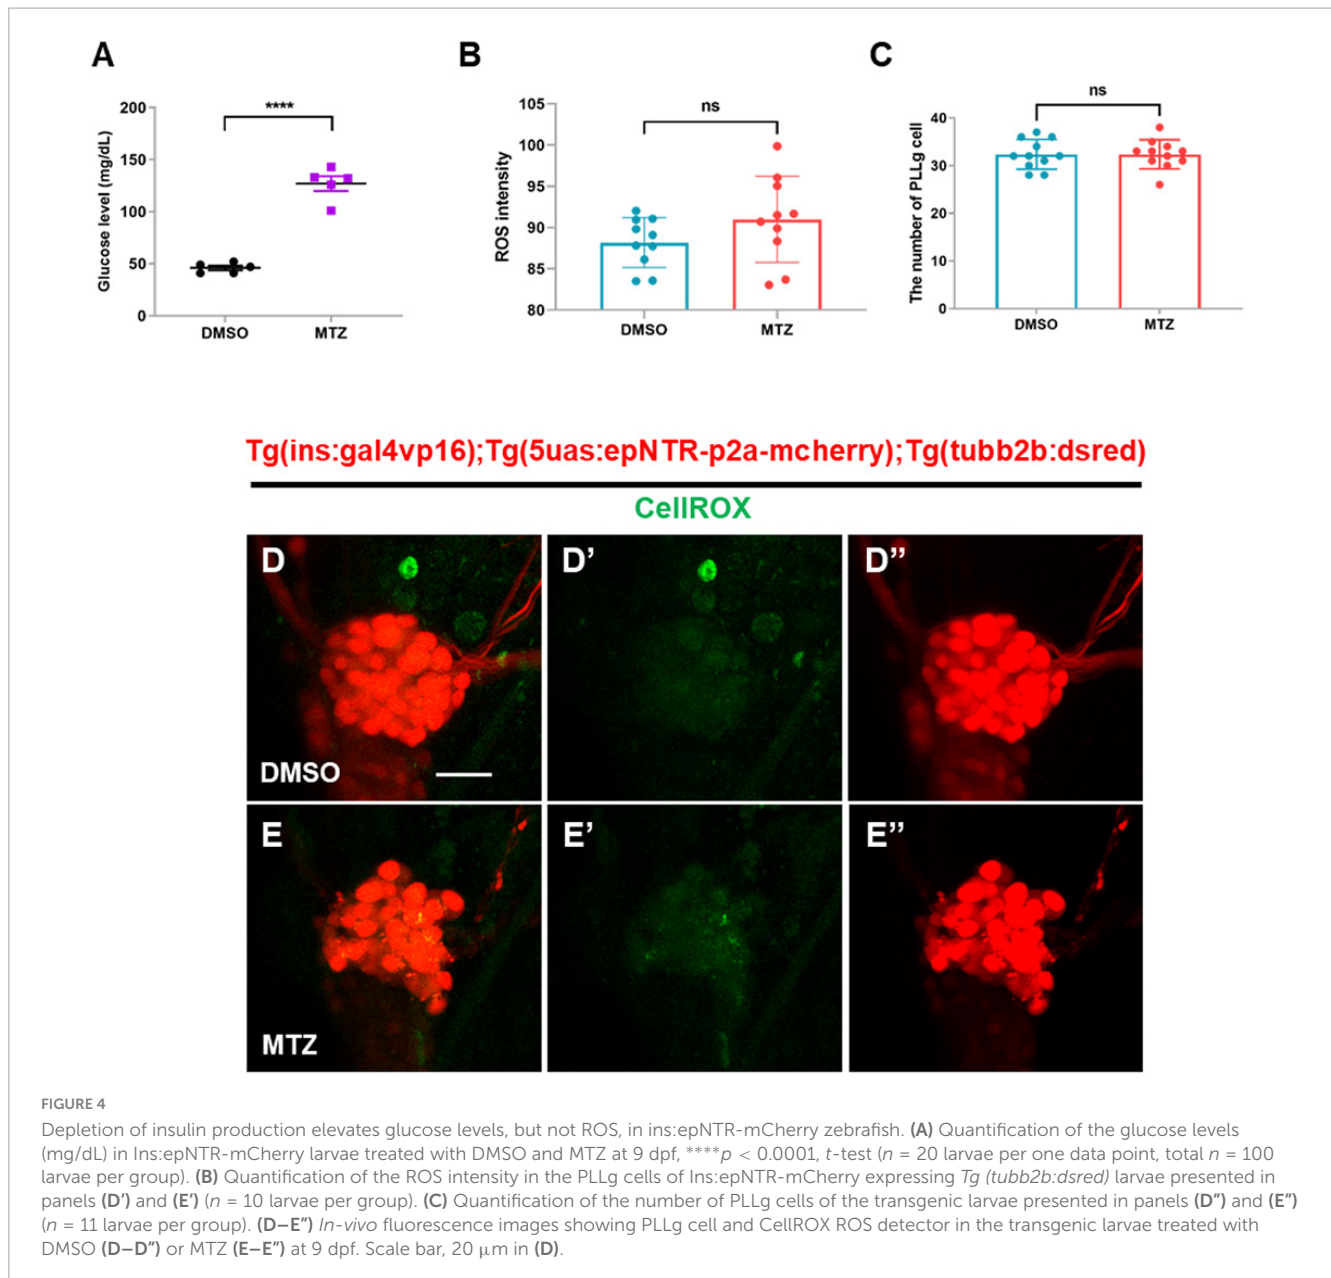 A
B
C
200
150
100
50
0
Glucose level (mg/dL)
****
DMSO
MTZ
105
100
95
90
85
80
ROS intensity
ns
DMSO
MTZ
40
30
20
10
0
The number of PLLg cell
ns
DMSO
MTZ
Tg(ins:gal4vp16);Tg(5uas:epNTR-p2a-mcherry);Tg(tubb2b:dsred)
CellROX
D
D’
D’’
DMSO
E
E’
E’’
MTZ
FIGURE 4
Depletion of insulin production elevates glucose levels, but not ROS, in ins:epNTR-mCherry zebrafish. (A) Quantification of the glucose levels
(mg/dL) in Ins:epNTR-mCherry larvae treated with DMSO and MTZ at 9 dpf, ****p < 0.0001, t-test (n = 20 larvae per one data point, total n = 100
larvae per group). (B) Quantification of the ROS intensity in the PLLg cells of Ins:epNTR-mCherry expressing Tg (tubb2b:dsred) larvae presented in
panels (D’) and (E’) (n = 10 larvae per group). (C) Quantification of the number of PLLg cells of the transgenic larvae presented in panels (D’’) and (E’’)
(n = 11 larvae per group). (D–E’’) In-vivo fluorescence images showing PLLg cell and CellROX ROS detector in the transgenic larvae treated with
DMSO (D–D’’) or MTZ (E–E’’) at 9 dpf. Scale bar, 20 μm in (D).